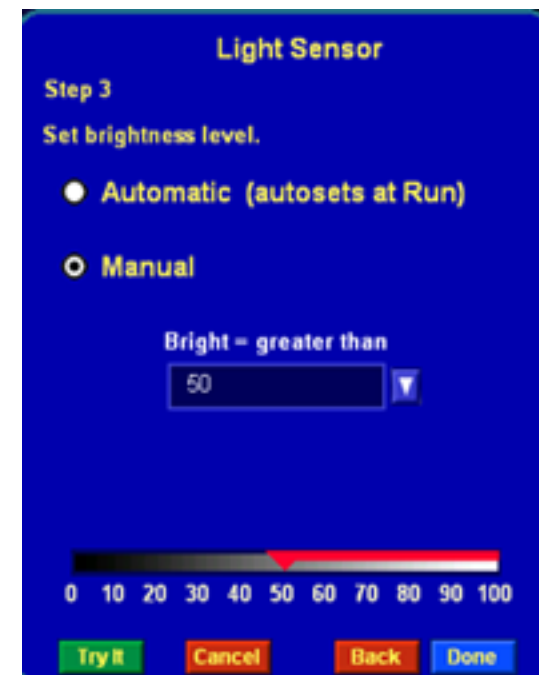 Light Sensor
Step 3
Set brightness level.
Automatic (autosets at Run)
Manual
Bright = greater than
50
0 10 20 30 40 50 60 70 80 90 100
Try It Cancel Back Done